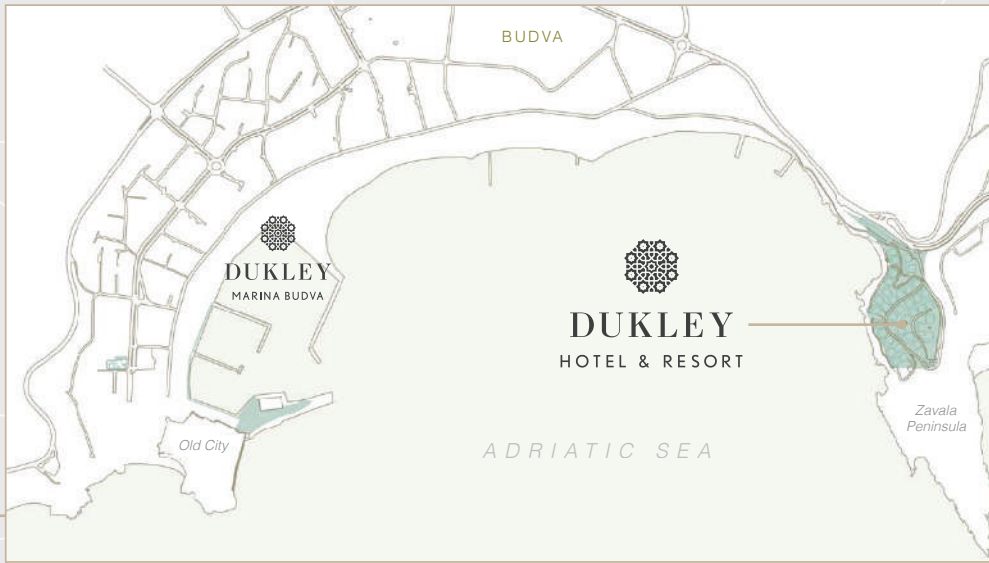 BUDVA
DUKLEY
MARINA BUDVA
DUKLEY
HOTEL & RESORT
Zavala
Peninsula
Old City
ADRIATIC SEA